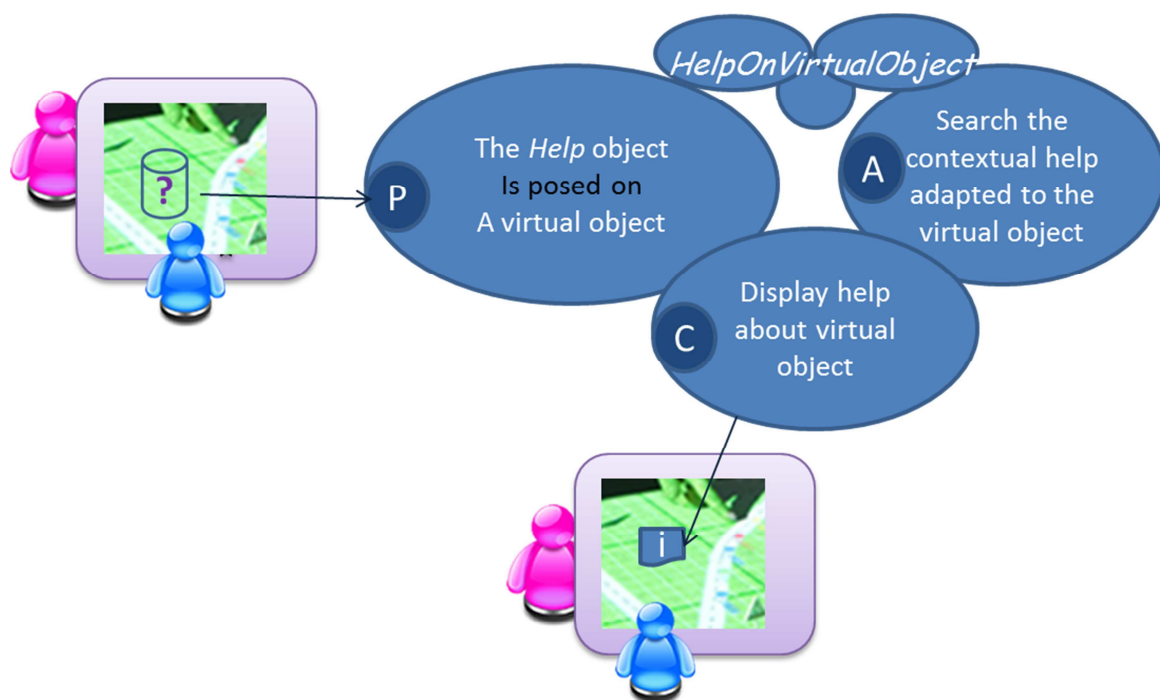 HelpOnVirtualObject
?
P
The Help object
Is posed on
A virtual object
A
Search the
contextual help
adapted to the
virtual object
C
Display help
about virtual
object
i